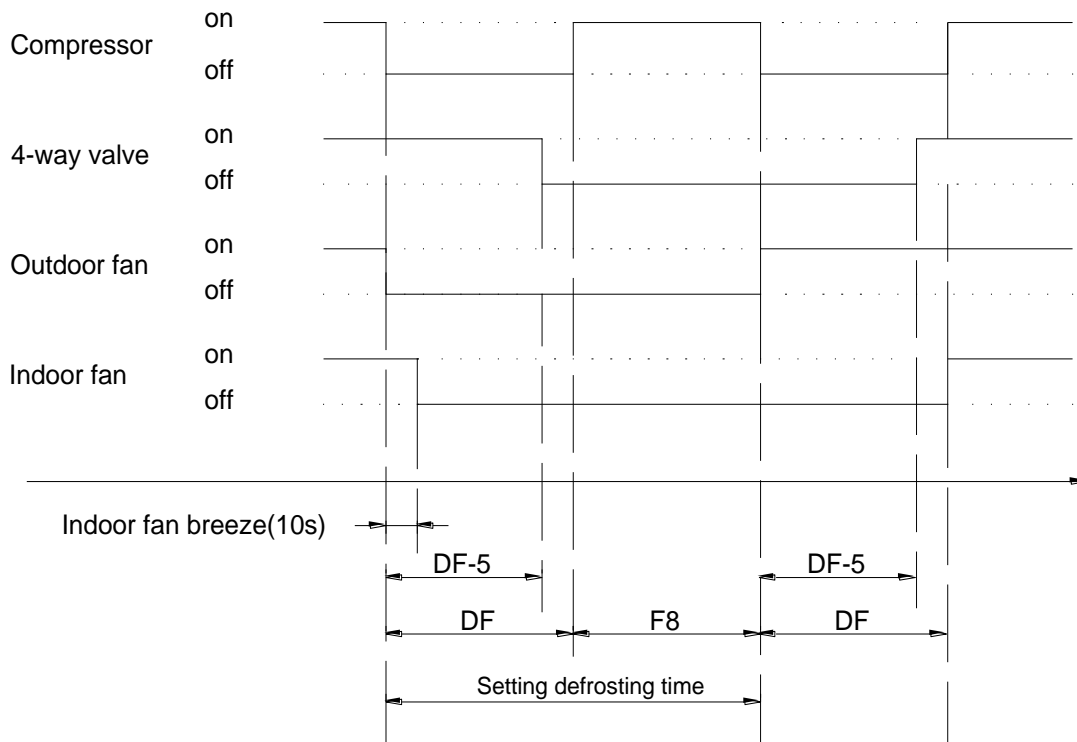 on
Compressor
off
on
4-way valve
off
on
Outdoor fan
off
on
Indoor fan
off
Indoor fan breeze(10s)
DF-5 DF-5
DF F8 DF
Setting defrosting time